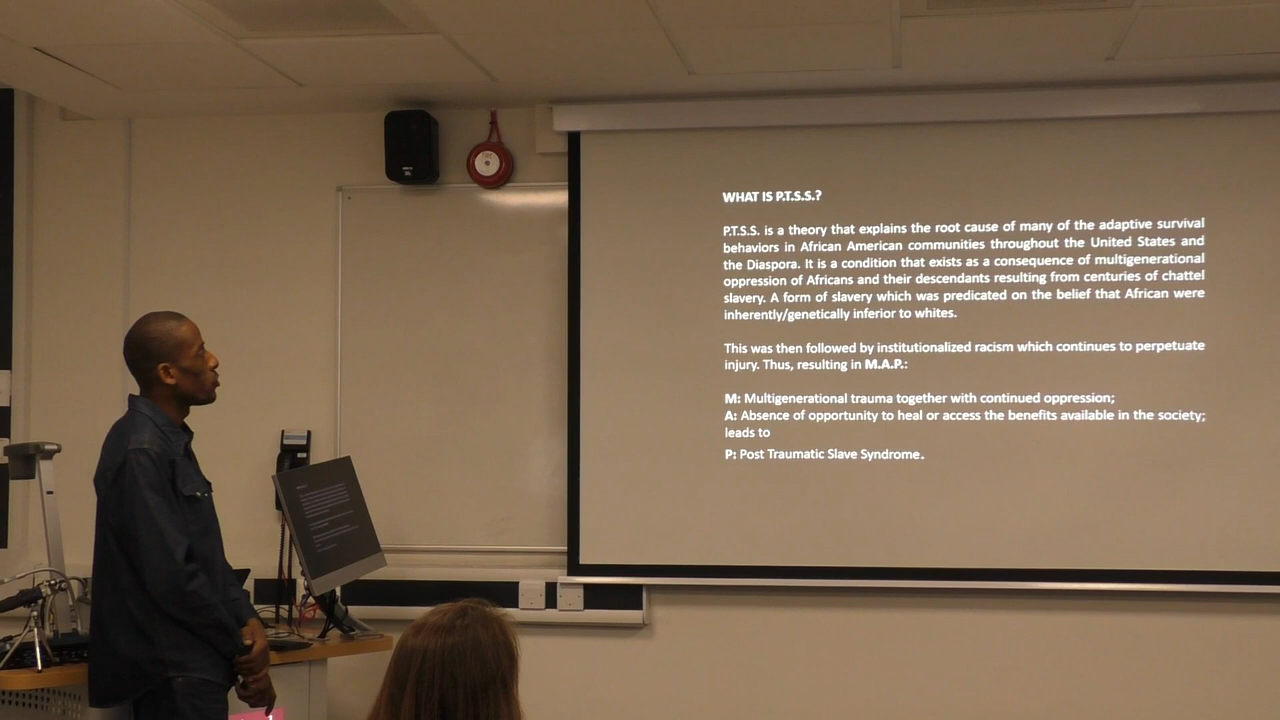 WHAT IS P.T.S.S.?
P.T.S.S. is a theory that explains the root cause of many of the adaptive survival
behaviors in African American communities throughout the United States and
the Diaspora. It is a condition that exists as a consequence of multigenerational
oppression of Africans and their descendants resulting from centuries of chattel
slavery. A form of slavery which was predicated on the belief that African were
inherently/genetically inferior to whites.
This was then followed by institutionalized racism which continues to perpetuate
injury. Thus, resulting in M.A.P.:
M: Multigenerational trauma together with continued oppression;
A: Absence of opportunity to heal or access the benefits available in the society;
leads to
P: Post Traumatic Slave Syndrome.